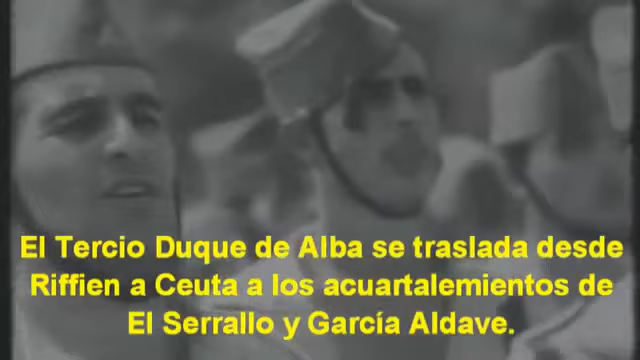 El Tercio Duque de Alba se traslada desde
Riffien a Ceuta a los acuartalemientos de
El Serrallo y García Aldave.